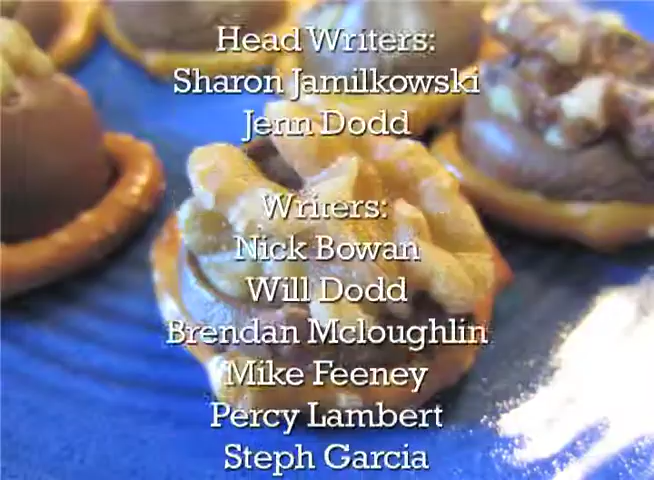 Head Writers:
Sharon Jamilkowski
Jenn Dodd
Writers:
Nick Bowan
Will Dodd
Brendan Mcloughlin
Mike Feeney
Percy Lambert
Steph Garcia